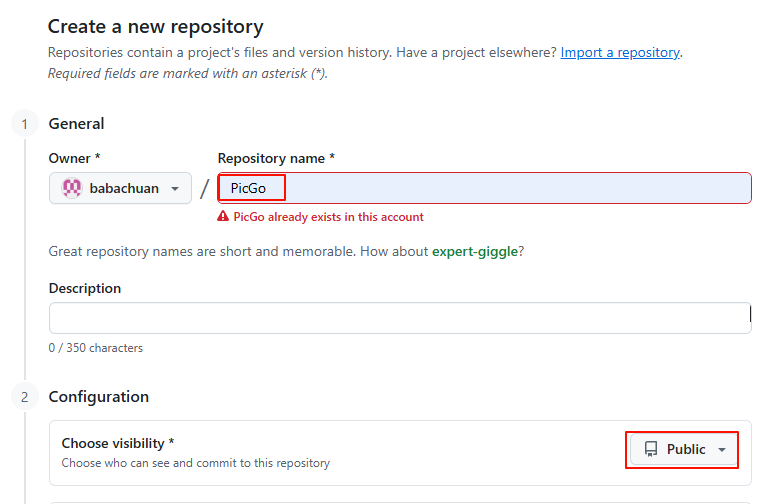 Create a new repository
Repositories contain a project's files and version history. Have a project elsewhere? Import a repository.
Required fields are marked with an asterisk (*).
1 General
Owner * Repository name *
babachuan / PicGo
PicGo already exists in this account
Great repository names are short and memorable. How about expert-giggle?
Description
0 / 350 characters
2 Configuration
Choose visibility *
Public
Choose who can see and commit to this repository